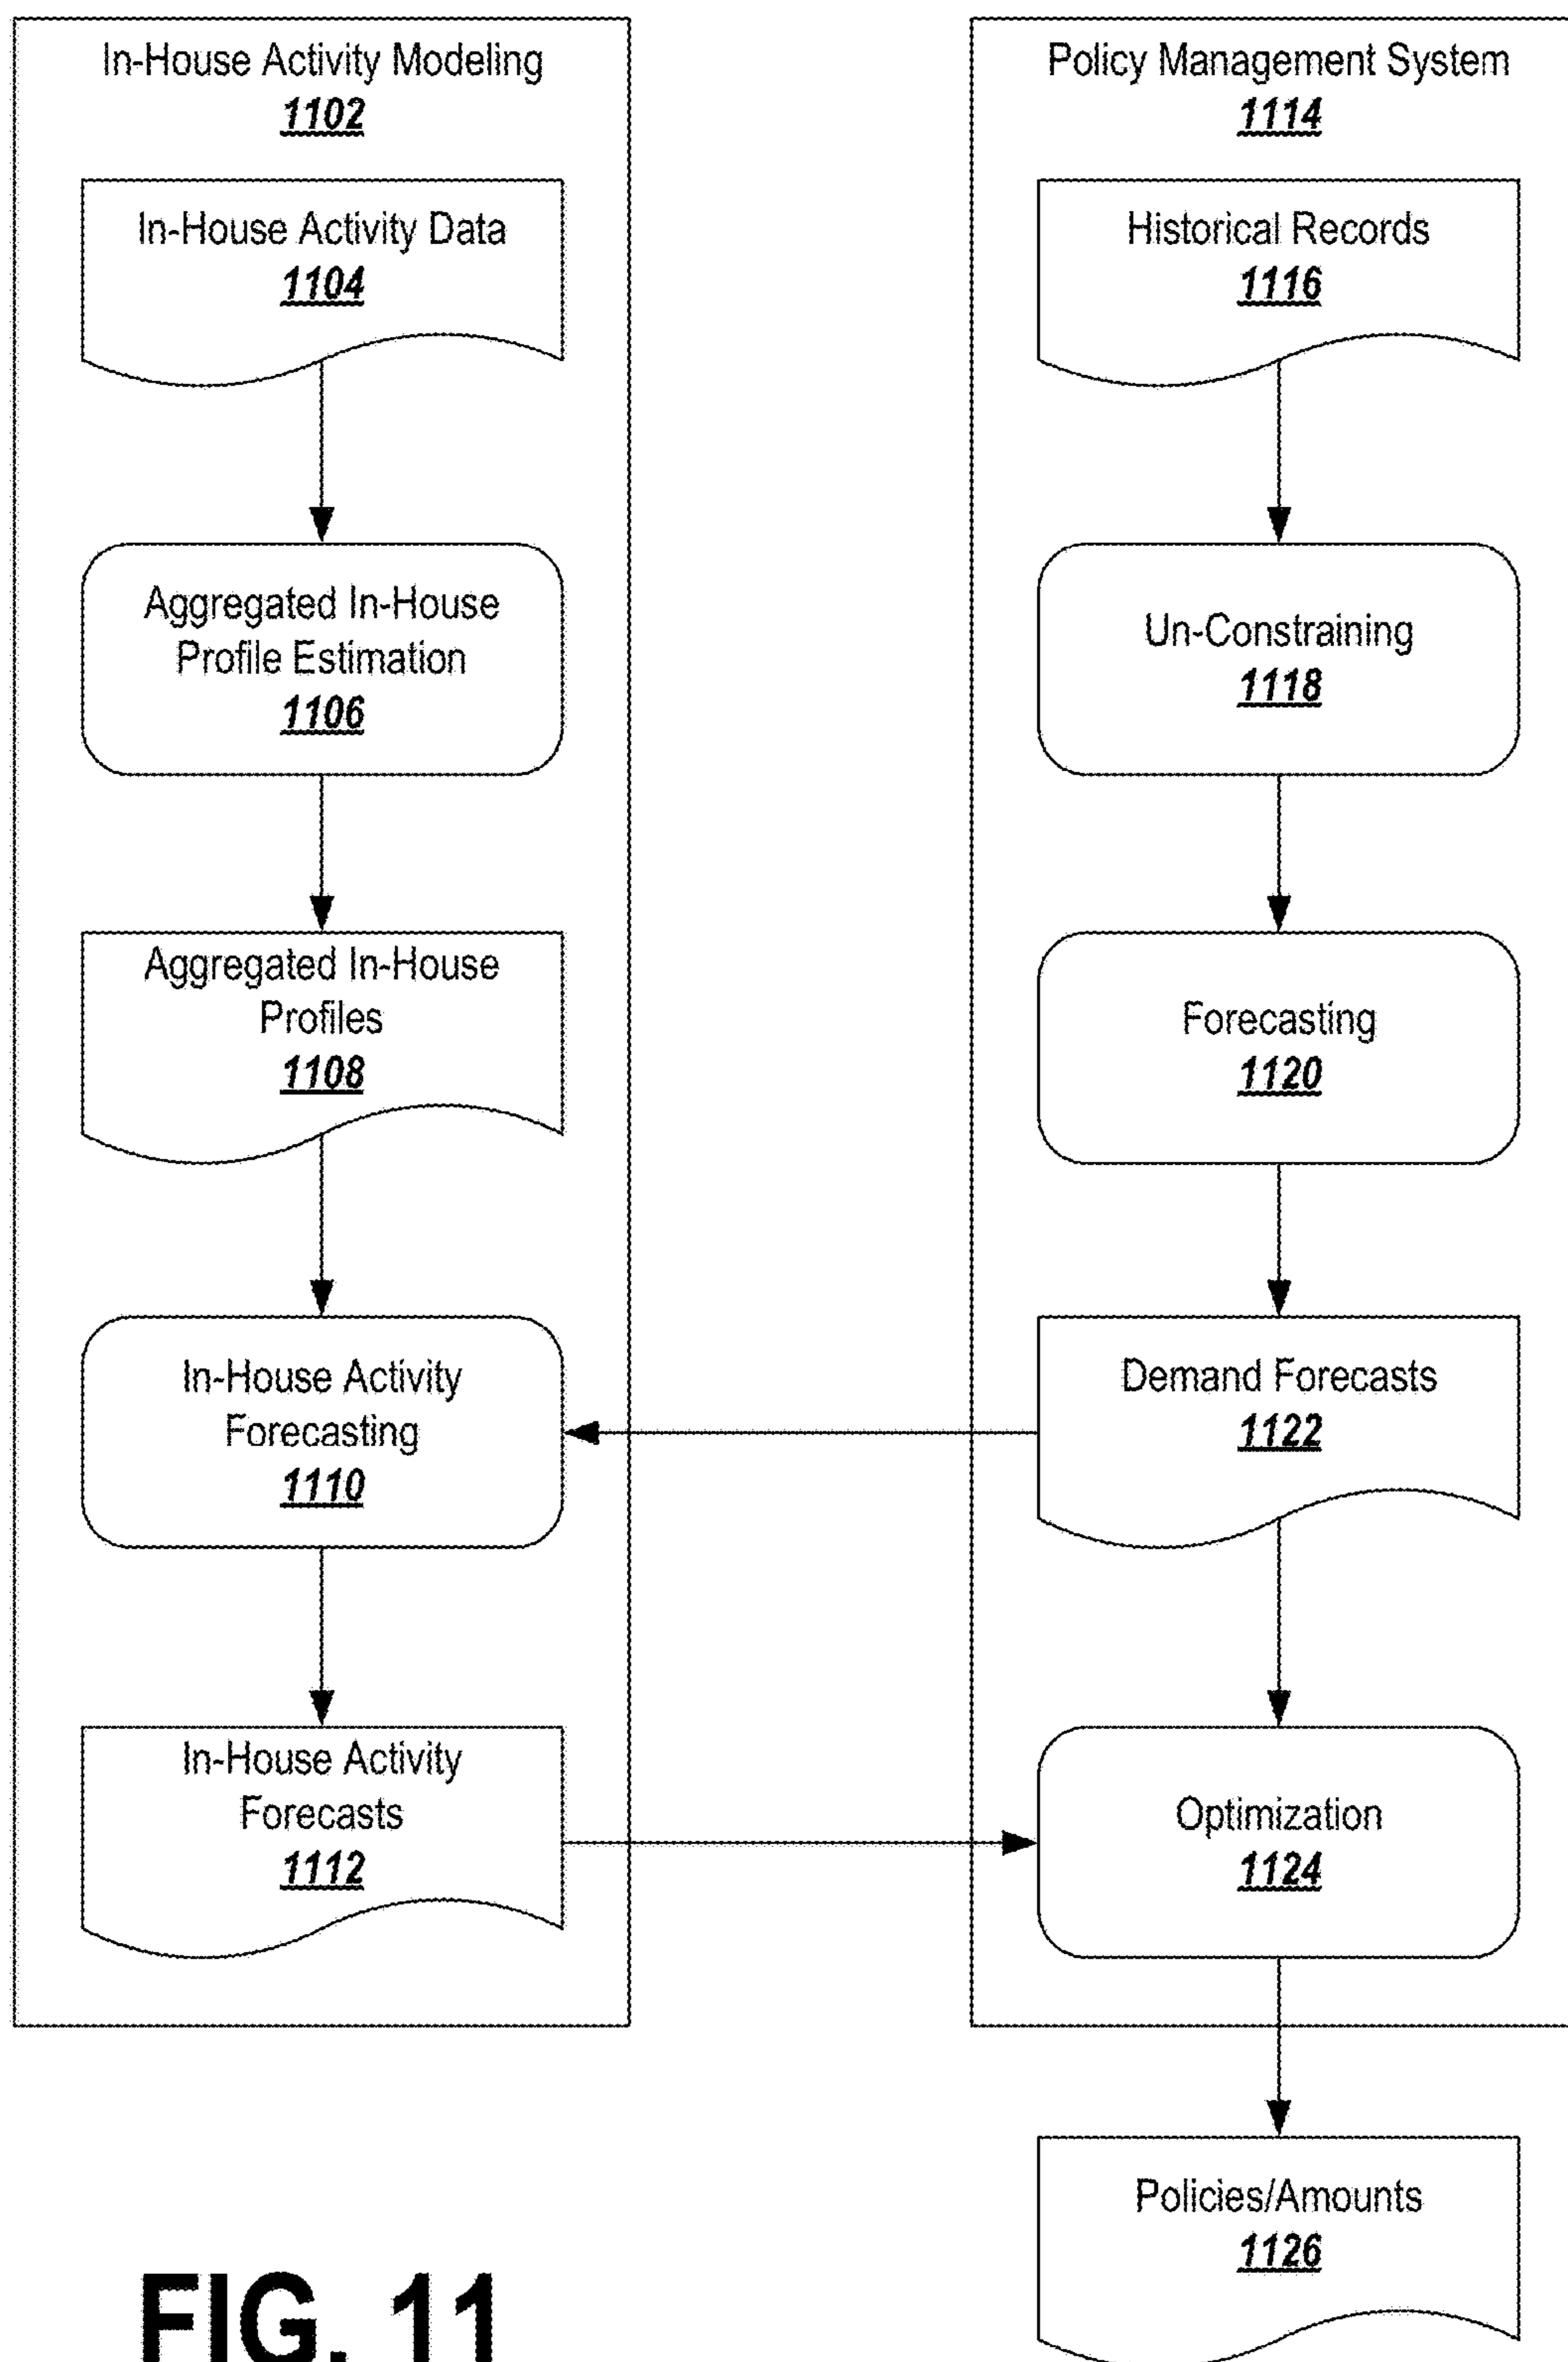 In-House Activity Modeling
1102
In-House Activity Data
1104
Aggregated In-House
Profile Estimation
1106
Aggregated In-House
Profiles
1108
In-House Activity
Forecasting
1110
In-House Activity
Forecasts
1112
Policy Management System
1114
Historical Records
1116
Un-Constraining
1118
Forecasting
1120
Demand Forecasts
1122
Optimization
1124
Policies/Amounts
1126
FIG. 11